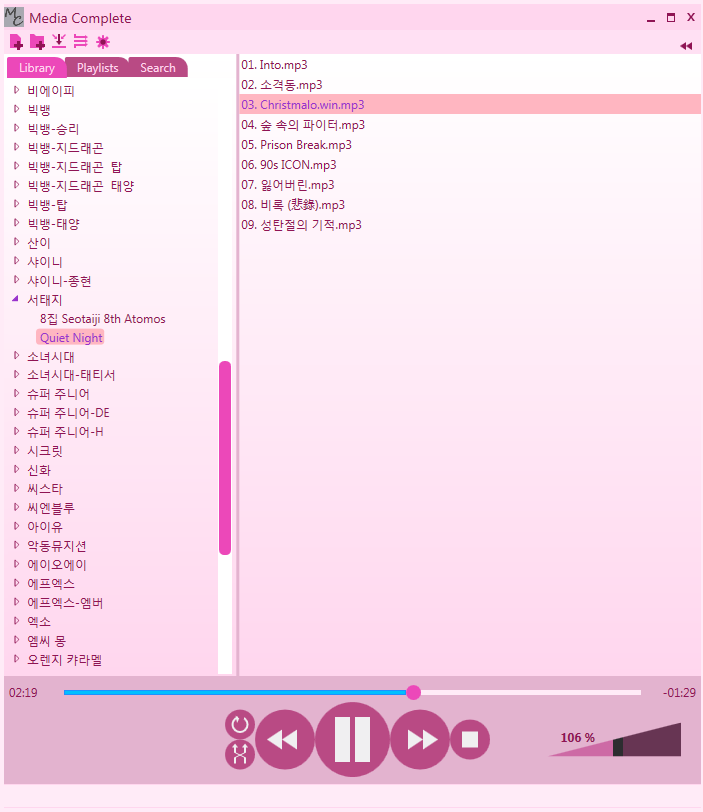 MC Media Complete
Library Playlists Search
비에이피
빅뱅
빅뱅-승리
빅뱅-지드래곤
빅뱅-지드래곤 탑
빅뱅-지드래곤 태양
빅뱅-탑
빅뱅-태양
산이
샤이니
샤이니-종현
서태지
8집 Seotaiji 8th Atomos
Quiet Night
소녀시대
소녀시대-태티서
슈퍼 주니어
슈퍼 주니어-DE
슈퍼 주니어-H
시크릿
신화
씨스타
씨엔블루
아이유
악동뮤지션
에이오에이
에프엑스
에프엑스-엠버
엑소
엠씨 몽
오렌지 캬라멜
01. Into.mp3
02. 소격동.mp3
03. Christmalo.win.mp3
04. 숲 속의 파이터.mp3
05. Prison Break.mp3
06. 90s ICON.mp3
07. 잃어버린.mp3
08. 비록 (悲錄).mp3
09. 성탄절의 기적.mp3
02:19
-01:29
106 %